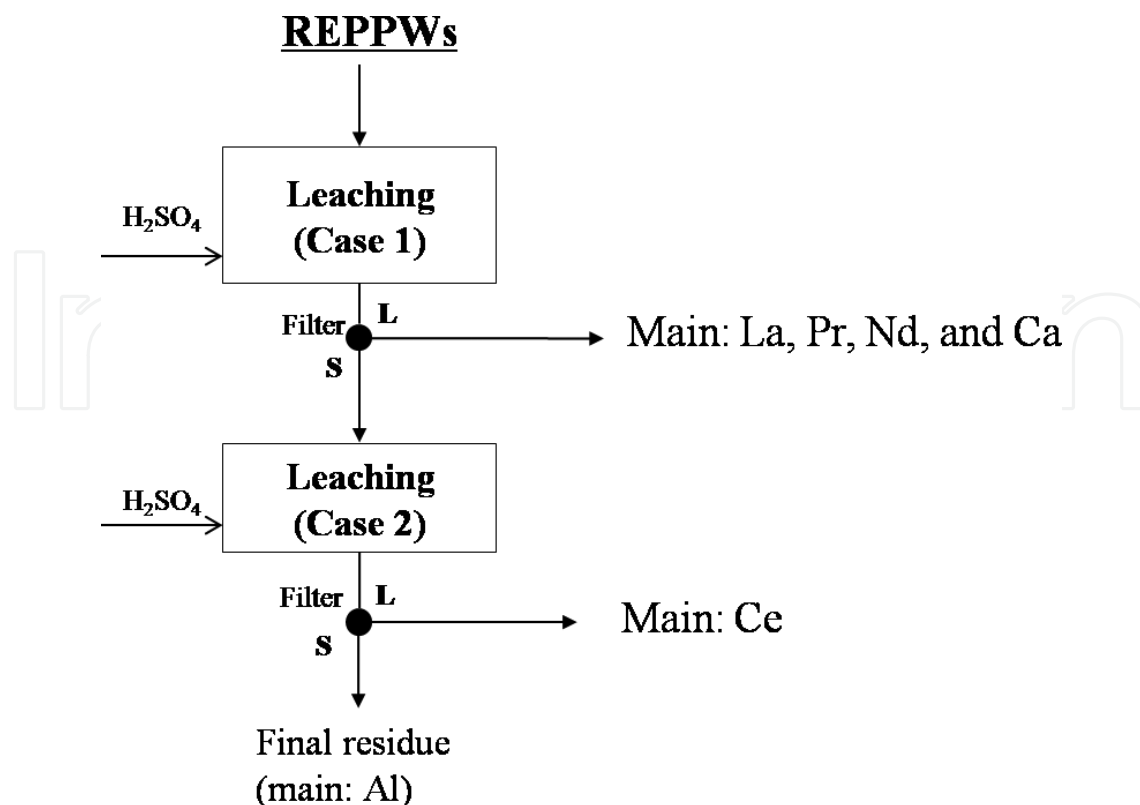 REPPWs
H₂SO₄
Leaching
(Case 1)
Filter
L
S
Main: La, Pr, Nd, and Ca
H₂SO₄
Leaching
(Case 2)
Filter
L
S
Main: Ce
Final residue
(main: Al)